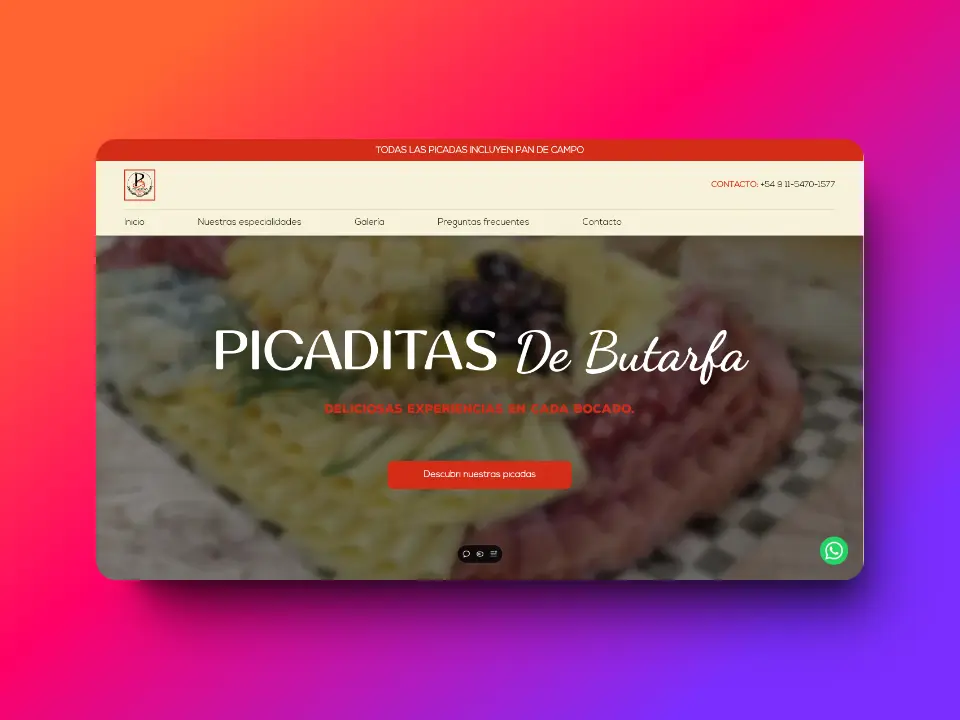 TODAS LAS PICADAS INCLUYEN PAN DE CAMPO
CONTACTO: +54 9 11-5470-1577
Inicio Nuestras especialidades Galería Preguntas frecuentes Contacto
PICADITAS De Butarfa
DELICIOSAS EXPERIENCIAS EN CADA BOCADO.
Descubrí nuestras picadas